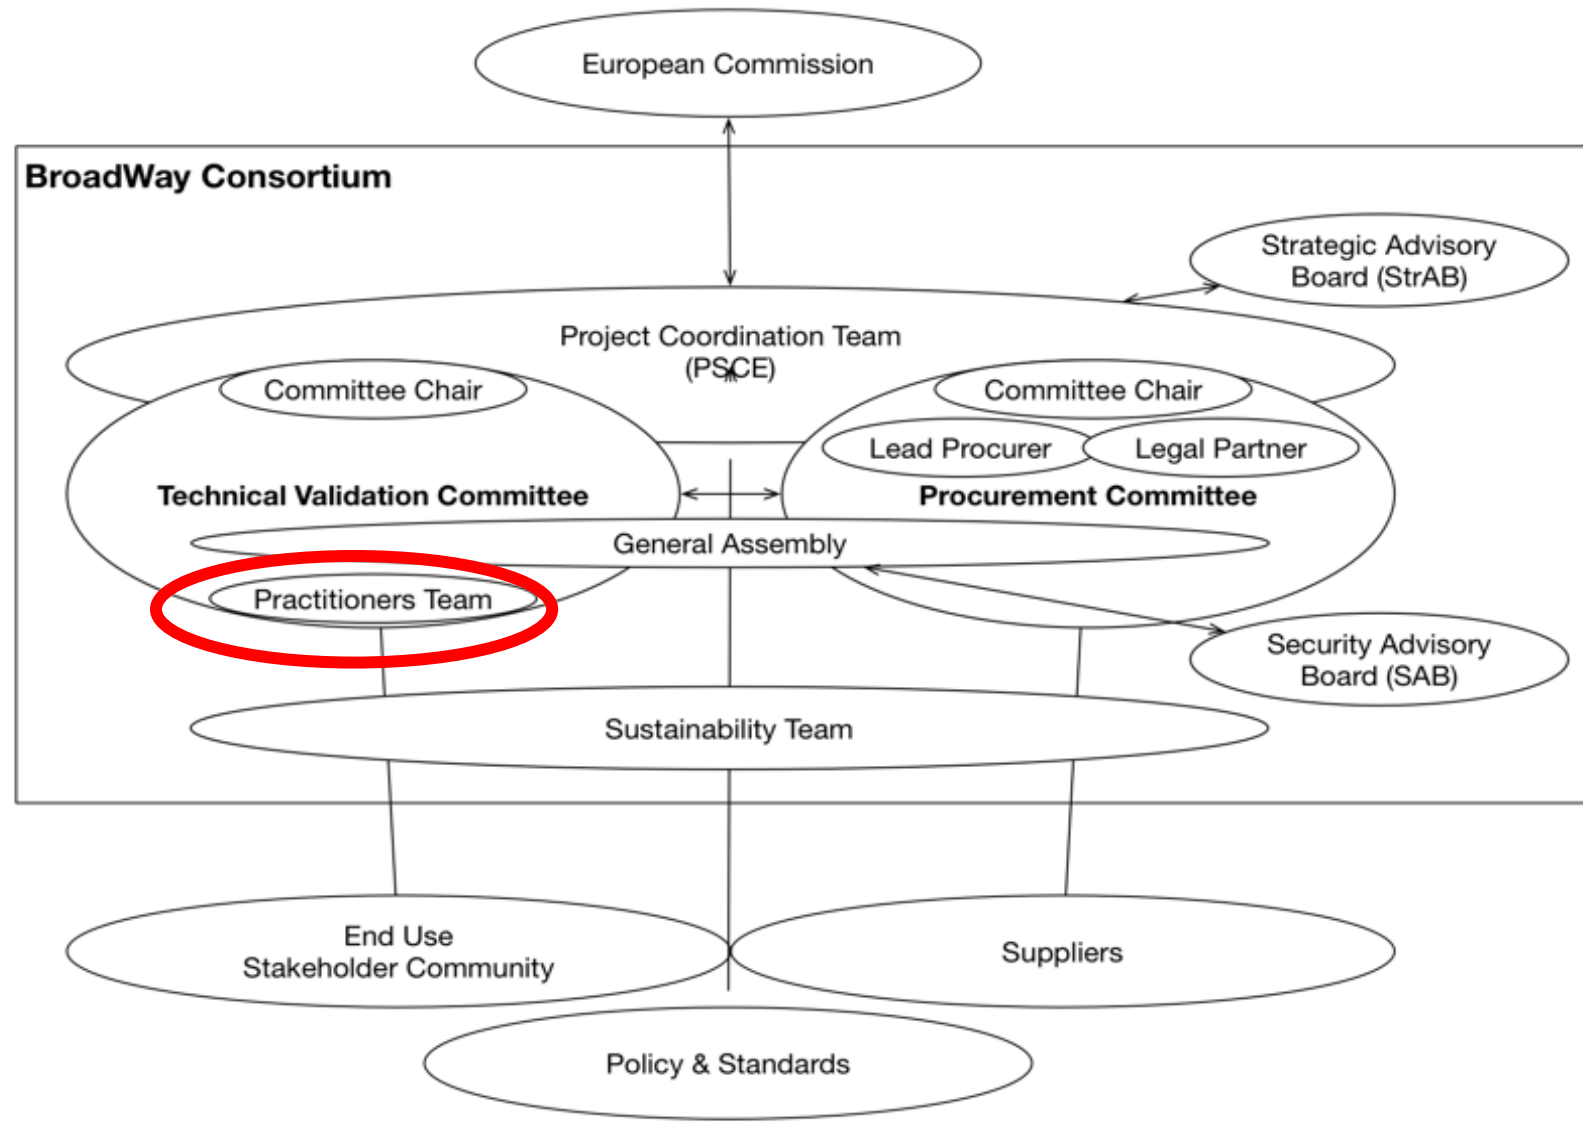 European Commission
BroadWay Consortium
Strategic Advisory
Board (StrAB)
Project Coordination Team
(PSCE)
Committee Chair
Committee Chair
Lead Procurer
Legal Partner
Technical Validation Committee
Procurement Committee
General Assembly
Practitioners Team
Security Advisory
Board (SAB)
Sustainability Team
End Use
Stakeholder Community
Suppliers
Policy & Standards